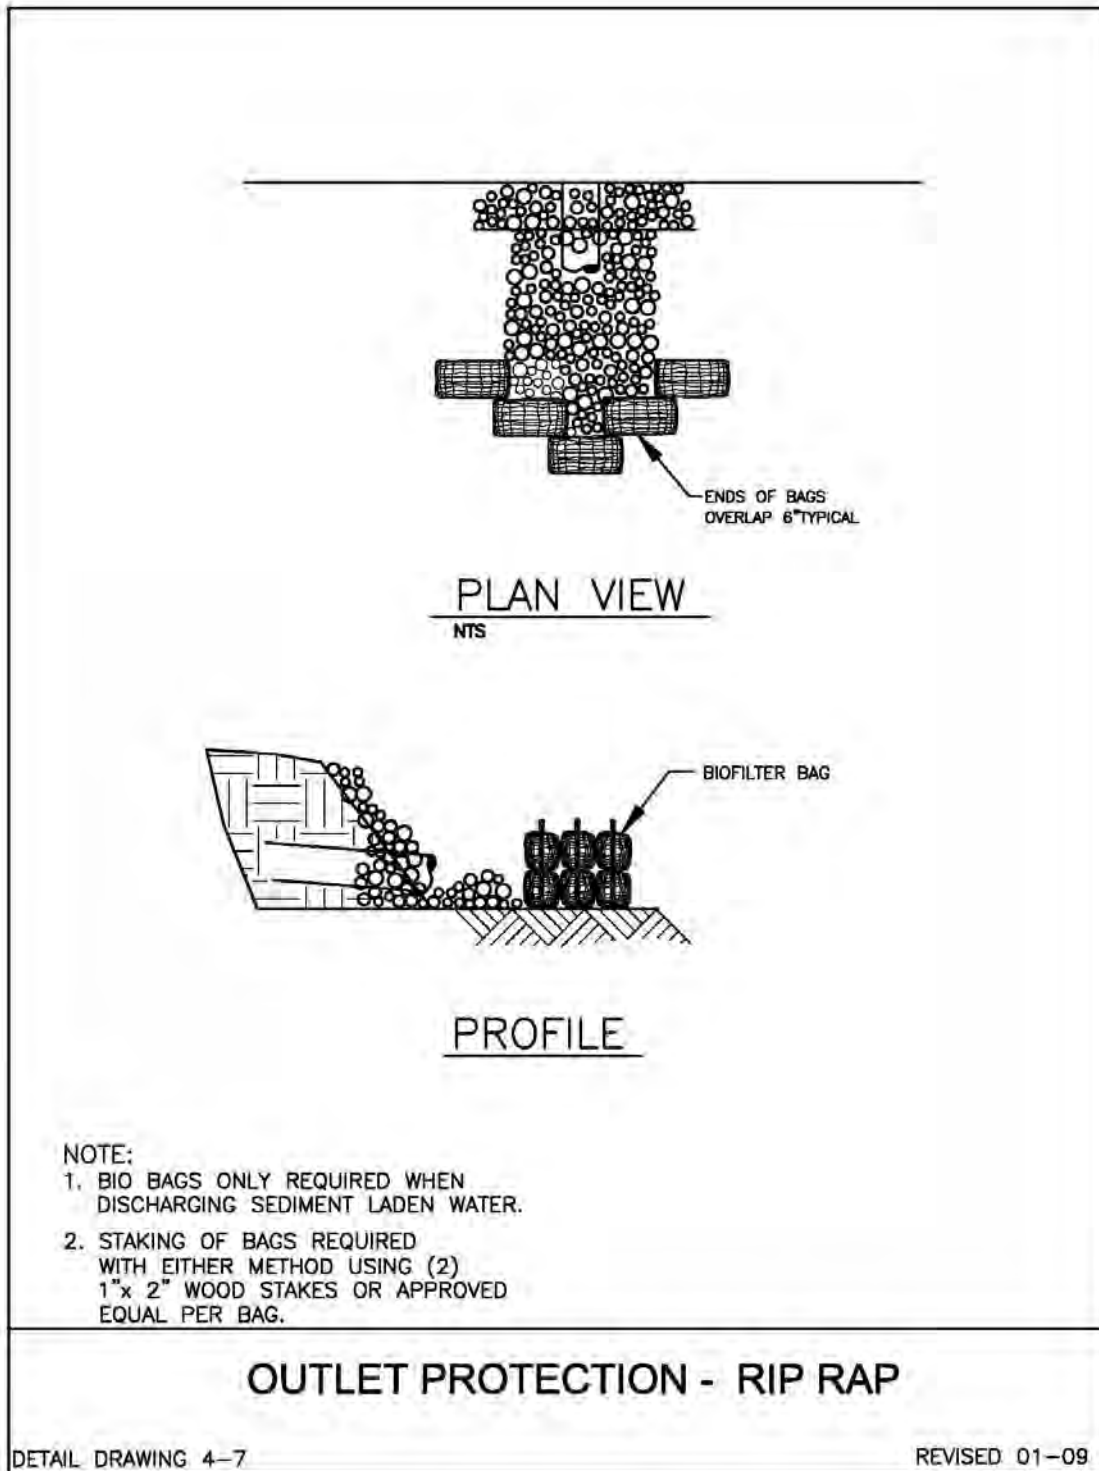 ENDS OF BAGS
OVERLAP 6"TYPICAL
PLAN VIEW
NTS
BIOFILTER BAG
PROFILE
NOTE:
1. BIO BAGS ONLY REQUIRED WHEN
DISCHARGING SEDIMENT LADEN WATER.
2. STAKING OF BAGS REQUIRED
WITH EITHER METHOD USING (2)
1"x 2" WOOD STAKES OR APPROVED
EQUAL PER BAG.
OUTLET PROTECTION - RIP RAP
DETAIL DRAWING 4-7
REVISED 01-09